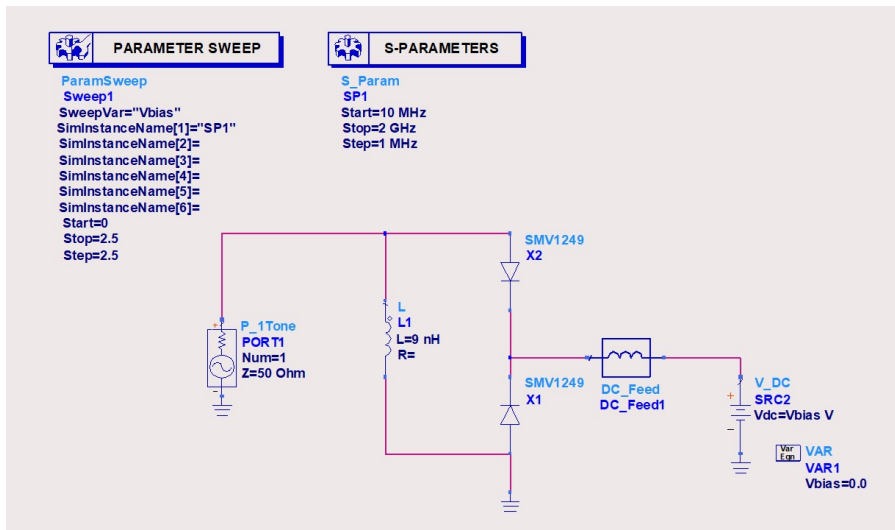 PARAMETER SWEEP
ParamSweep
Sweep1
SweepVar="Vbias"
SimInstanceName[1]="SP1"
SimInstanceName[2]=
SimInstanceName[3]=
SimInstanceName[4]=
SimInstanceName[5]=
SimInstanceName[6]=
Start=0
Stop=2.5
Step=2.5
S-PARAMETERS
S_Param
SP1
Start=10 MHz
Stop=2 GHz
Step=1 MHz
P_1Tone
PORT1
Num=1
Z=50 Ohm
L
L1
L=9 nH
R=
SMV1249
X2
SMV1249
X1
DC_Feed
DC_Feed1
V_DC
SRC2
Vdc=Vbias V
Var
Eqn
VAR
VAR1
Vbias=0.0